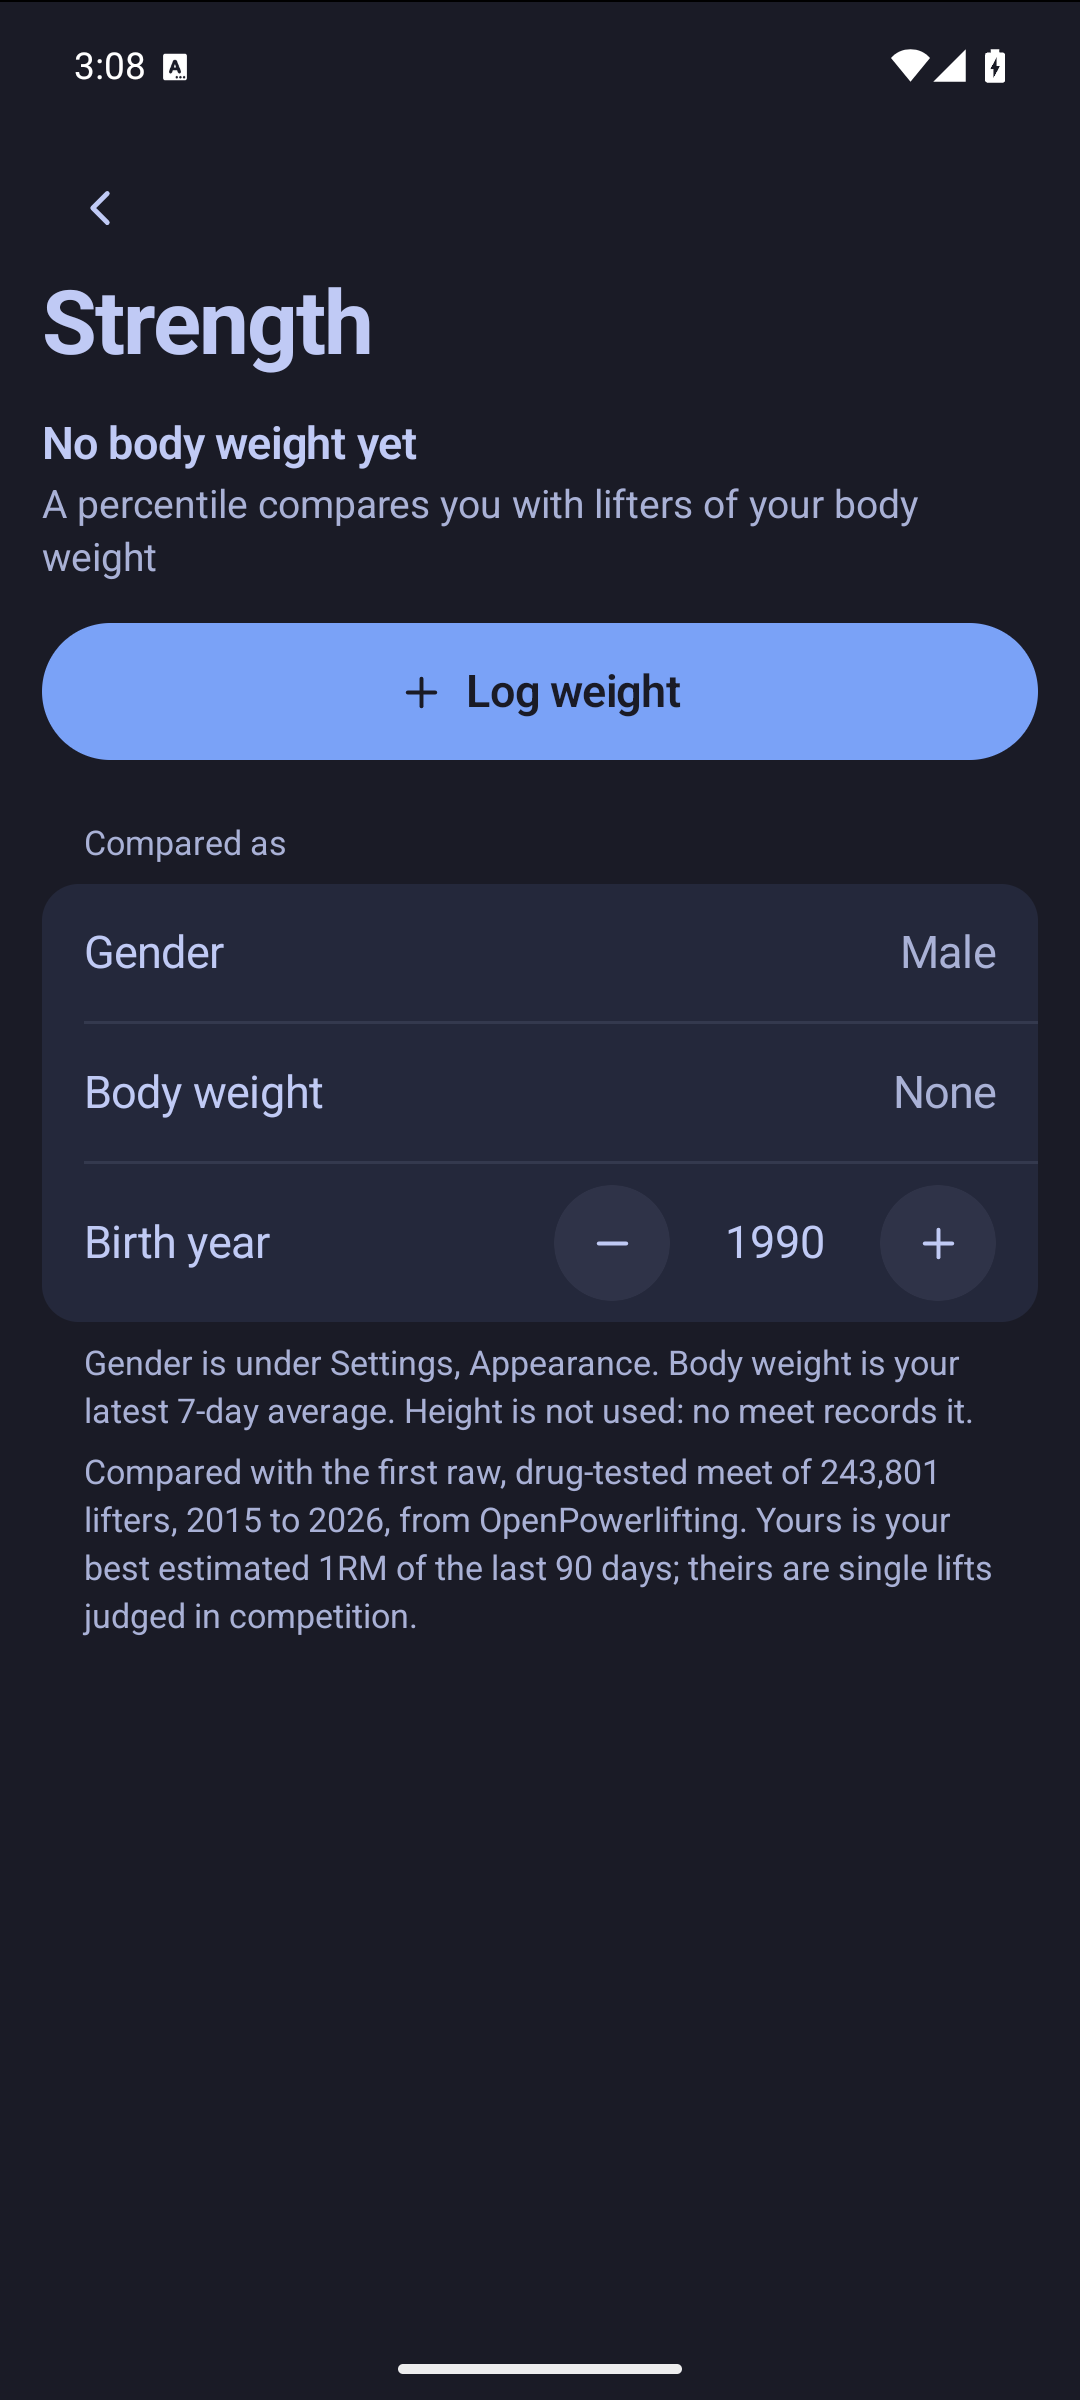 3:08
Strength
No body weight yet
A percentile compares you with lifters of your body
weight
+ Log weight
Compared as
Gender Male
Body weight None
Birth year − 1990 +
Gender is under Settings, Appearance. Body weight is your
latest 7-day average. Height is not used: no meet records it.
Compared with the first raw, drug-tested meet of 243,801
lifters, 2015 to 2026, from OpenPowerlifting. Yours is your
best estimated 1RM of the last 90 days; theirs are single lifts
judged in competition.